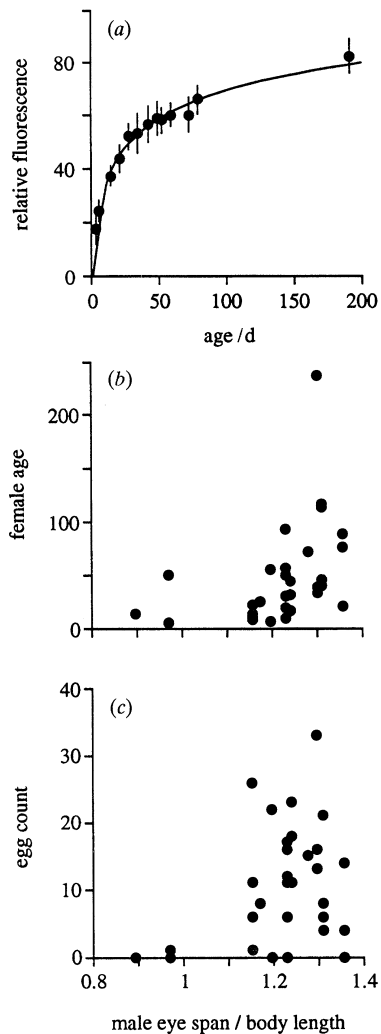 (a)
80
40
0
relative fluorescence
0 50 100 150 200
age /d
(b)
200
100
0
female age
(c)
40
30
20
10
0
egg count
0.8 1 1.2 1.4
male eye span / body length